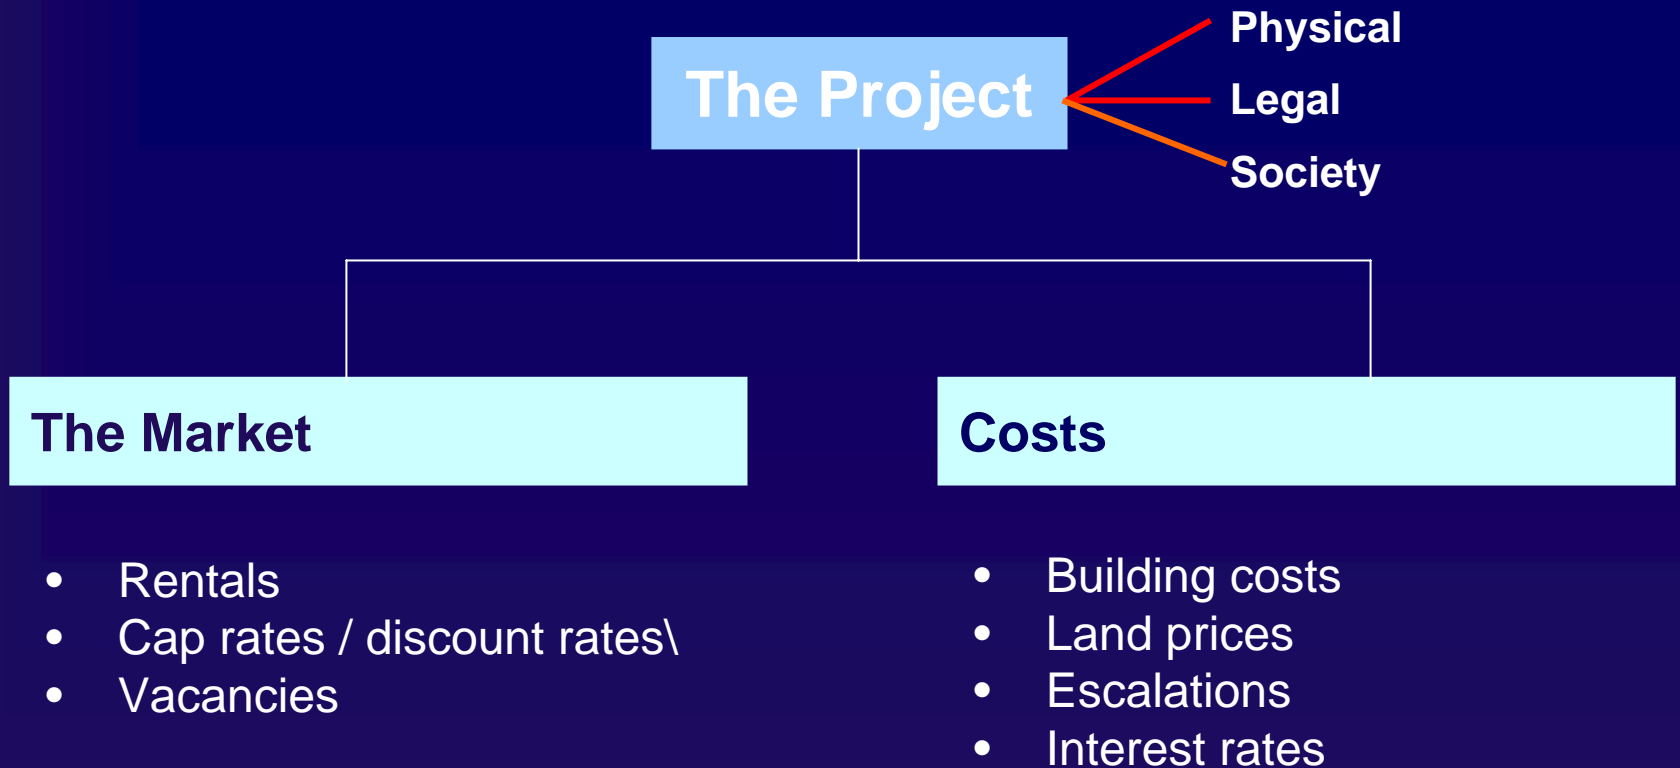 The Project
Physical
Legal
Society
The Market
• Rentals
• Cap rates / discount rates\
• Vacancies
Costs
• Building costs
• Land prices
• Escalations
• Interest rates